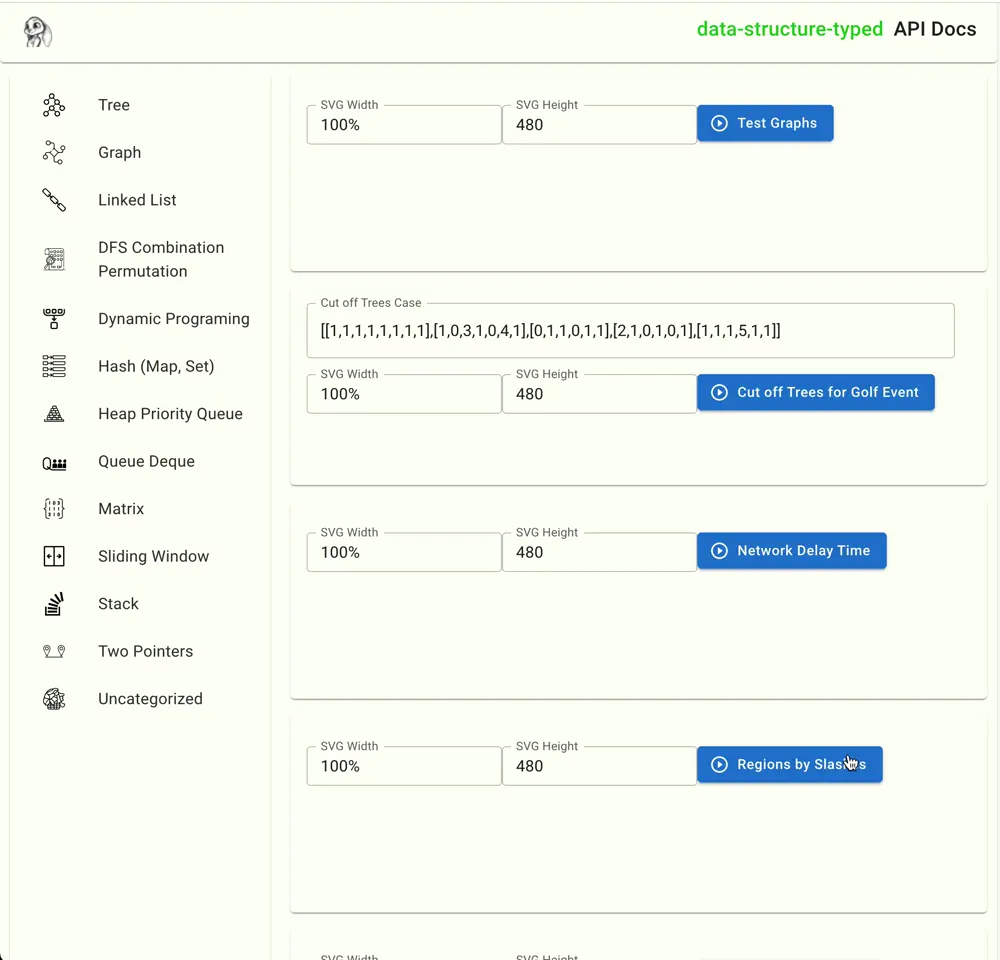 data-structure-typed API Docs
Tree
Graph
Linked List
DFS Combination
Permutation
Dynamic Programing
Hash (Map, Set)
Heap Priority Queue
Queue Deque
Matrix
Sliding Window
Stack
Two Pointers
Uncategorized
SVG Width SVG Height
100% 480 Test Graphs
Cut off Trees Case
[[1,1,1,1,1,1,1,1],[1,0,3,1,0,4,1],[0,1,1,0,1,1],[2,1,0,1,0,1],[1,1,1,5,1,1]]
SVG Width SVG Height
100% 480 Cut off Trees for Golf Event
SVG Width SVG Height
100% 480 Network Delay Time
SVG Width SVG Height
100% 480 Regions by Slashes
SVG Width SVG Height